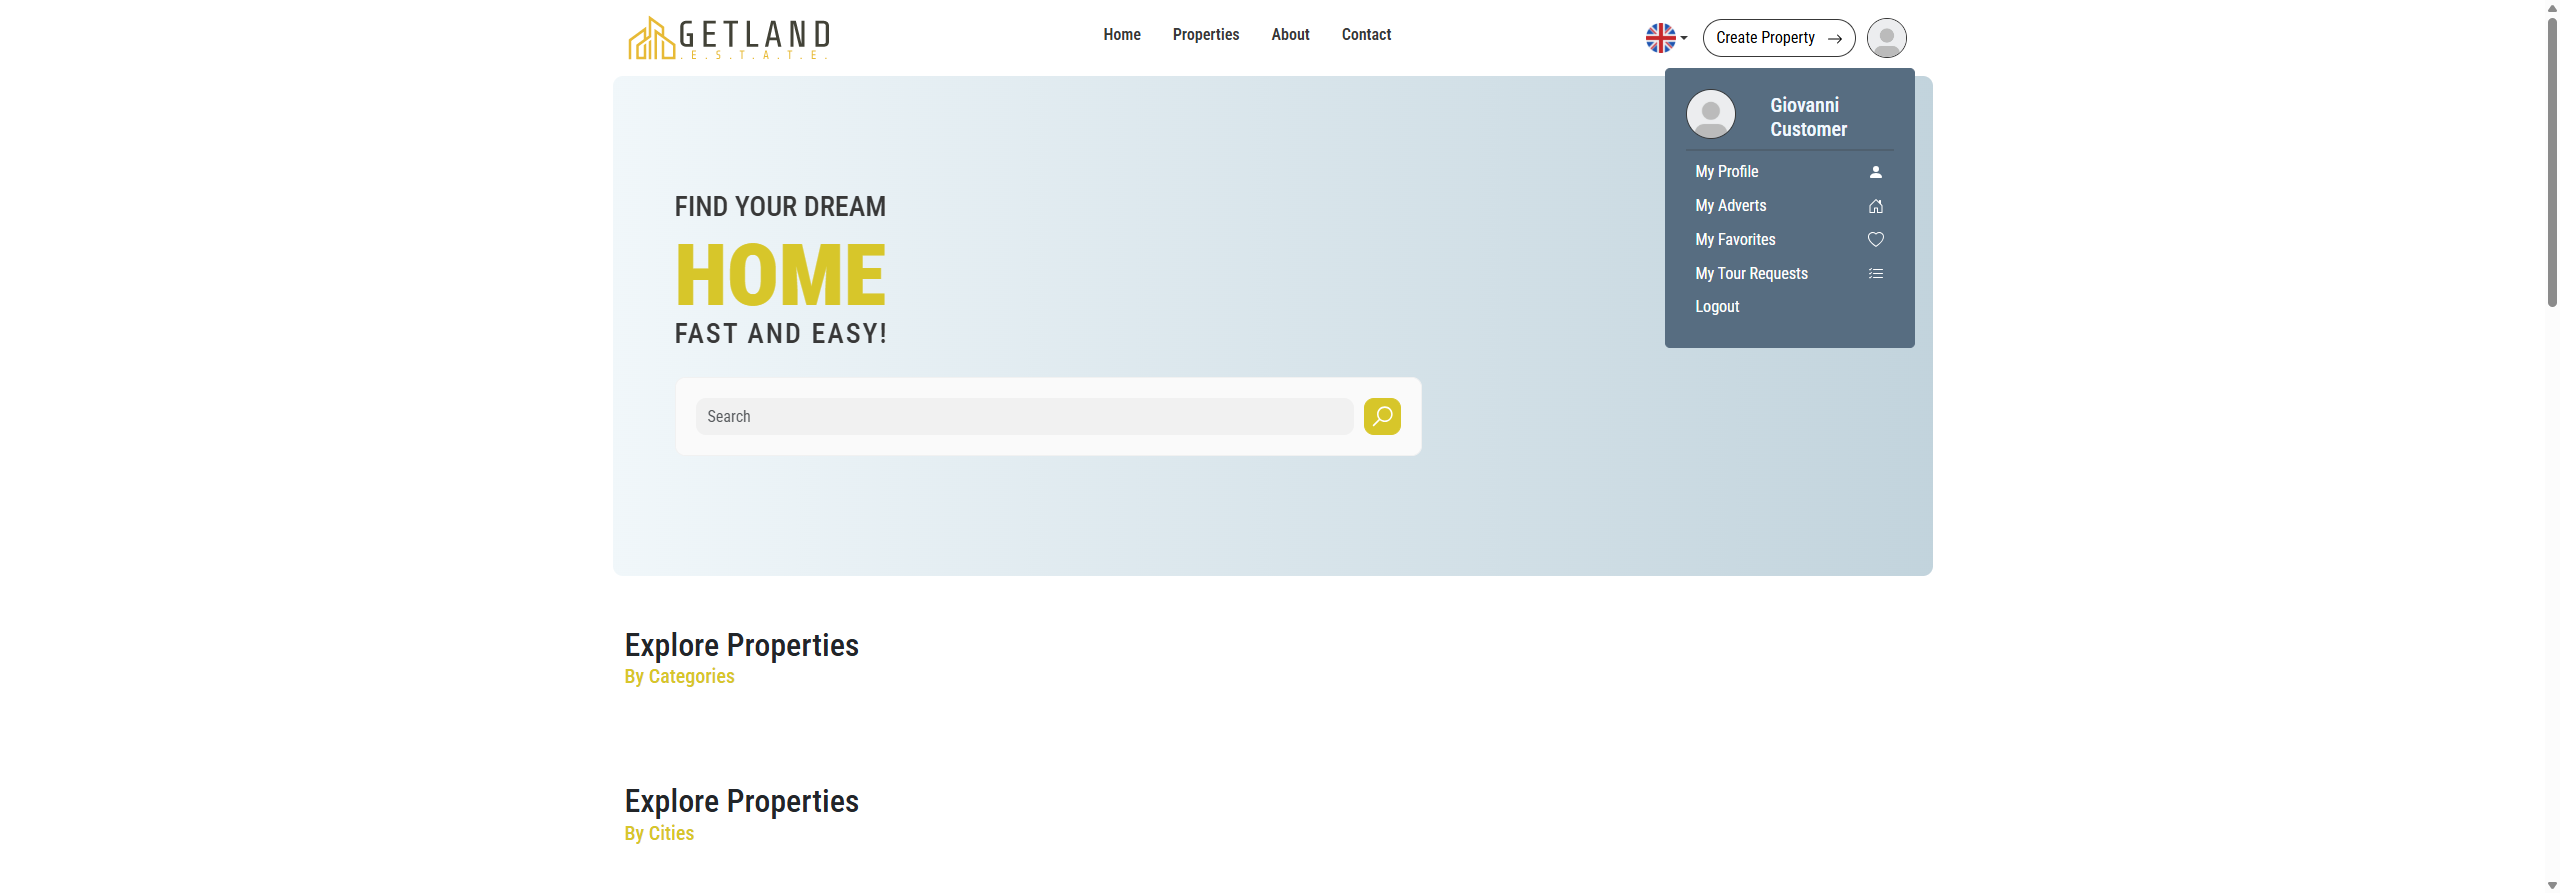 GETLAND
.E.S.T.A.T.E.
Home
Properties
About
Contact
Create Property
Giovanni
Customer
My Profile
My Adverts
My Favorites
My Tour Requests
Logout
FIND YOUR DREAM
HOME
FAST AND EASY!
Search
Explore Properties
By Categories
Explore Properties
By Cities